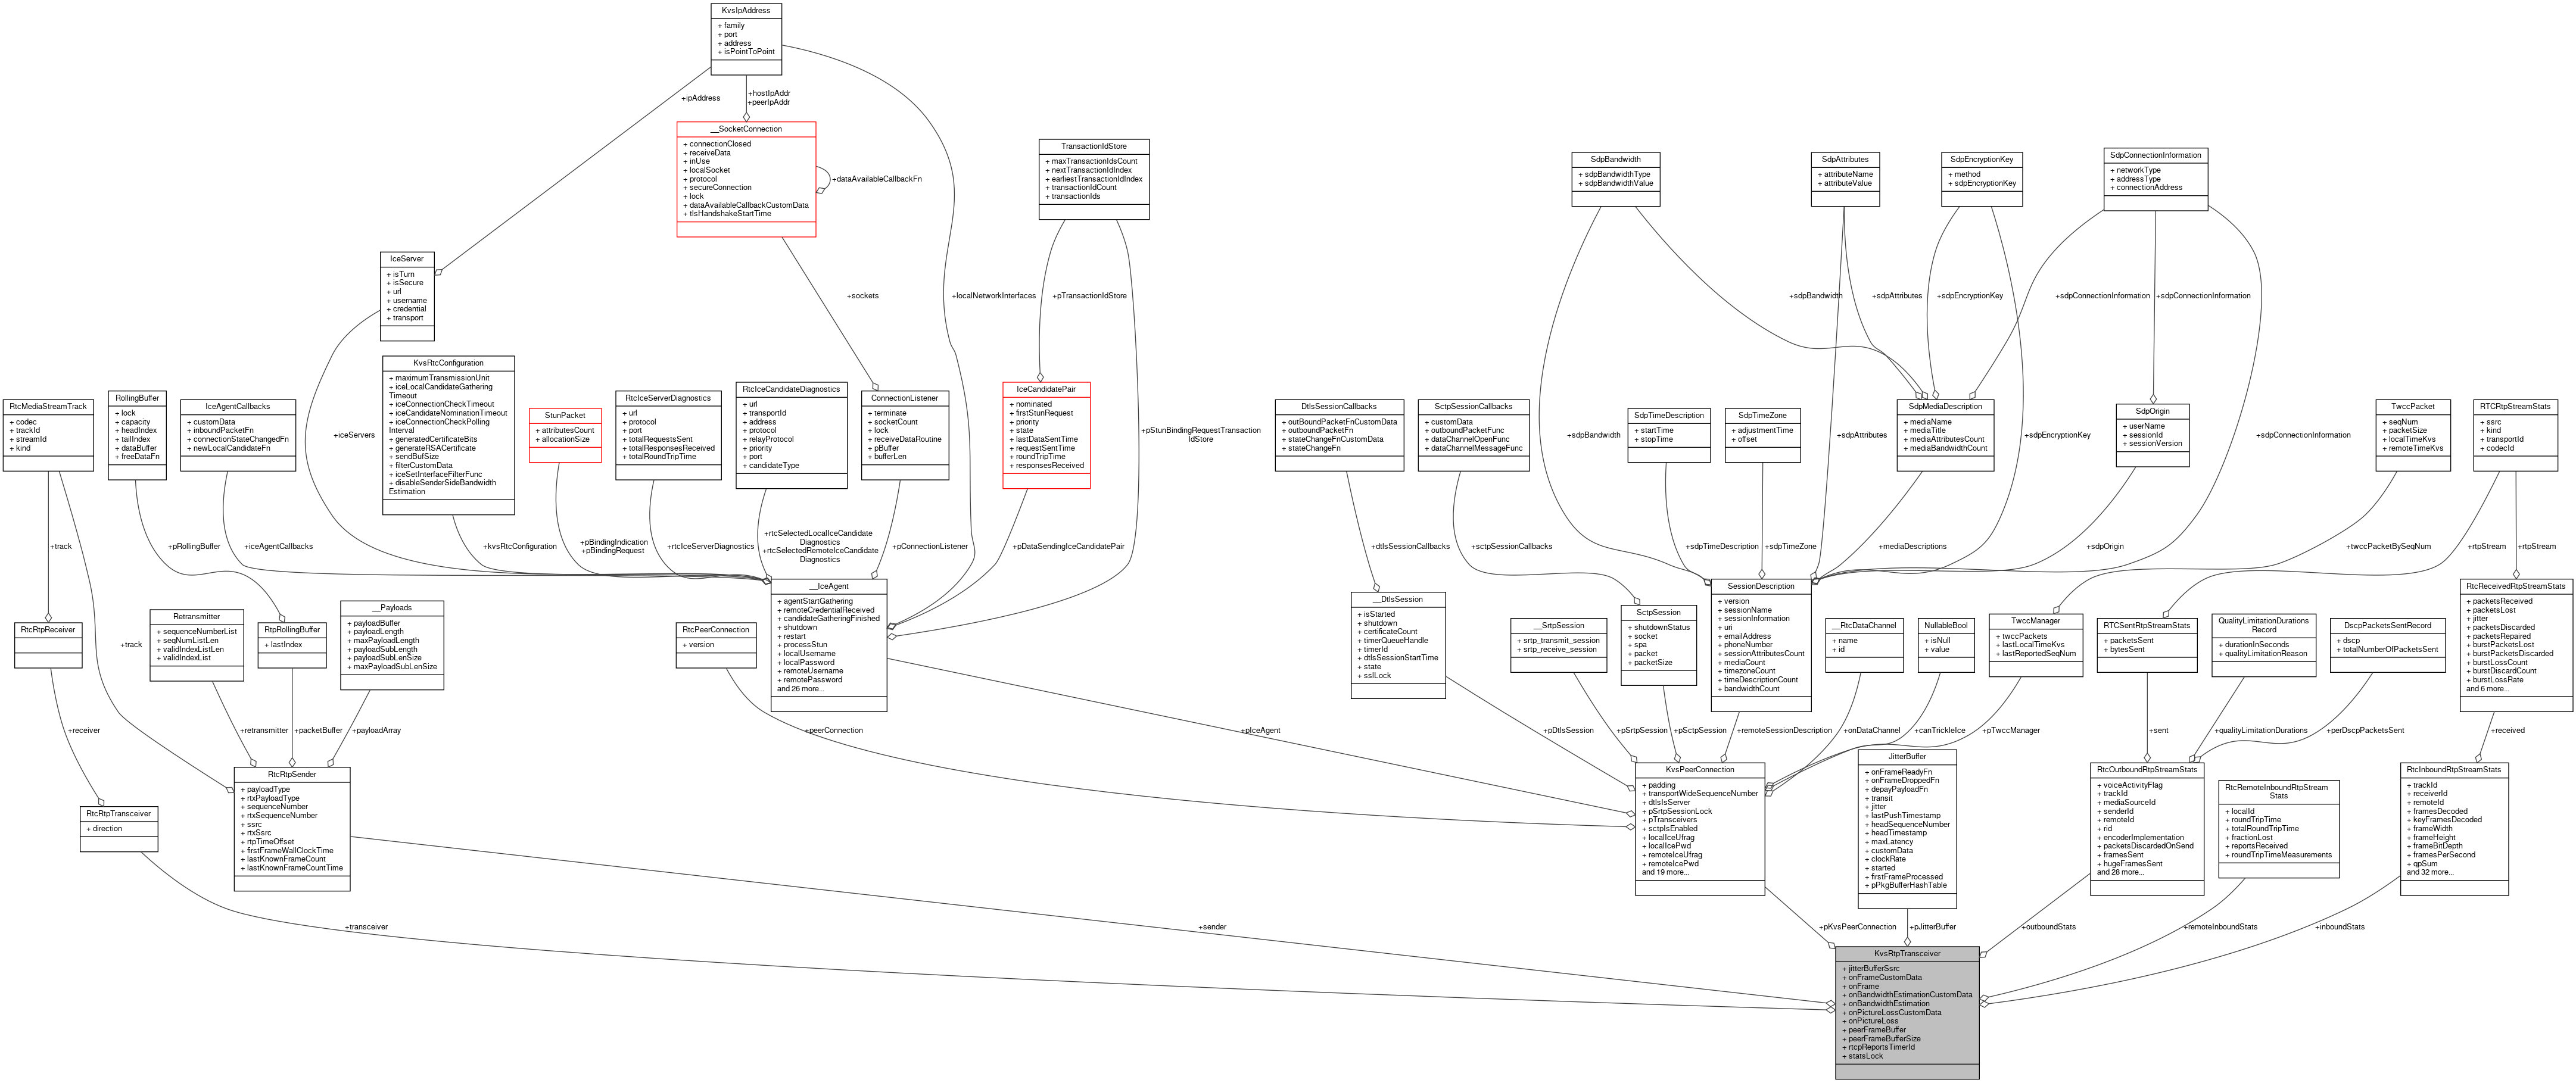 KvsIpAddress
+ family
+ port
+ address
+ isPointToPoint
+ipAddress
+hostIpAddr
+peerIpAddr
__SocketConnection
+ connectionClosed
+ receiveData
+ inUse
+ localSocket
+ protocol
+ secureConnection
+ lock
+ dataAvailableCallbackCustomData
+ tlsHandshakeStartTime
+dataAvailableCallbackFn
TransactionIdStore
+ maxTransactionIdsCount
+ nextTransactionIdIndex
+ earliestTransactionIdIndex
+ transactionIdCount
+ transactionIds
SdpBandwidth
+ sdpBandwidthType
+ sdpBandwidthValue
SdpAttributes
+ attributeName
+ attributeValue
SdpEncryptionKey
+ method
+ sdpEncryptionKey
SdpConnectionInformation
+ networkType
+ addressType
+ connectionAddress
IceServer
+ isTurn
+ isSecure
+ url
+ username
+ credential
+ transport
+sockets
+localNetworkInterfaces
+pTransactionIdStore
+sdpBandwidth
+sdpAttributes
+sdpEncryptionKey
+sdpConnectionInformation
+sdpConnectionInformation
RtcMediaStreamTrack
+ codec
+ trackId
+ streamId
+ kind
RollingBuffer
+ lock
+ capacity
+ headIndex
+ tailIndex
+ dataBuffer
+ freeDataFn
IceAgentCallbacks
+ customData
+ inboundPacketFn
+ connectionStateChangedFn
+ newLocalCandidateFn
+iceServers
KvsRtcConfiguration
+ maximumTransmissionUnit
+ iceLocalCandidateGathering
Timeout
+ iceConnectionCheckTimeout
+ iceCandidateNominationTimeout
+ iceConnectionCheckPolling
Interval
+ generatedCertificateBits
+ generateRSACertificate
+ sendBufSize
+ filterCustomData
+ iceSetInterfaceFilterFunc
+ disableSenderSideBandwidth
Estimation
StunPacket
+ attributesCount
+ allocationSize
RtcIceServerDiagnostics
+ url
+ protocol
+ port
+ totalRequestsSent
+ totalResponsesReceived
+ totalRoundTripTime
RtcIceCandidateDiagnostics
+ url
+ transportId
+ address
+ protocol
+ relayProtocol
+ priority
+ port
+ candidateType
ConnectionListener
+ terminate
+ socketCount
+ lock
+ receiveDataRoutine
+ pBuffer
+ bufferLen
IceCandidatePair
+ nominated
+ firstStunRequest
+ priority
+ state
+ lastDataSentTime
+ requestSentTime
+ roundTripTime
+ responsesReceived
+pStunBindingRequestTransaction
IdStore
DtlsSessionCallbacks
+ outBoundPacketFnCustomData
+ outboundPacketFn
+ stateChangeFnCustomData
+ stateChangeFn
SctpSessionCallbacks
+ customData
+ outboundPacketFunc
+ dataChannelOpenFunc
+ dataChannelMessageFunc
+sdpBandwidth
SdpTimeDescription
+ startTime
+ stopTime
SdpTimeZone
+ adjustmentTime
+ offset
+sdpAttributes
SdpMediaDescription
+ mediaName
+ mediaTitle
+ mediaAttributesCount
+ mediaBandwidthCount
+sdpEncryptionKey
SdpOrigin
+ userName
+ sessionId
+ sessionVersion
+sdpConnectionInformation
TwccPacket
+ seqNum
+ packetSize
+ localTimeKvs
+ remoteTimeKvs
RTCRtpStreamStats
+ ssrc
+ kind
+ transportId
+ codecId
+track
+pRollingBuffer
+iceAgentCallbacks
+kvsRtcConfiguration
+pBindingIndication
+pBindingRequest
+rtcIceServerDiagnostics
+rtcSelectedLocalIceCandidate
Diagnostics
+rtcSelectedRemoteIceCandidate
Diagnostics
+pConnectionListener
+pDataSendingIceCandidatePair
+dtlsSessionCallbacks
+sctpSessionCallbacks
+sdpTimeDescription
+sdpTimeZone
+mediaDescriptions
+sdpOrigin
+twccPacketBySeqNum
+rtpStream
+rtpStream
RtcRtpReceiver
+track
Retransmitter
+ sequenceNumberList
+ seqNumListLen
+ validIndexListLen
+ validIndexList
RtpRollingBuffer
+ lastIndex
__Payloads
+ payloadBuffer
+ payloadLength
+ maxPayloadLength
+ payloadSubLength
+ payloadSubLenSize
+ maxPayloadSubLenSize
RtcPeerConnection
+ version
__IceAgent
+ agentStartGathering
+ remoteCredentialReceived
+ candidateGatheringFinished
+ shutdown
+ restart
+ processStun
+ localUsername
+ localPassword
+ remoteUsername
+ remotePassword
and 26 more...
__DtlsSession
+ isStarted
+ shutdown
+ certificateCount
+ timerQueueHandle
+ timerId
+ dtlsSessionStartTime
+ state
+ sslLock
__SrtpSession
+ srtp_transmit_session
+ srtp_receive_session
SctpSession
+ shutdownStatus
+ socket
+ spa
+ packet
+ packetSize
SessionDescription
+ version
+ sessionName
+ sessionInformation
+ uri
+ emailAddress
+ phoneNumber
+ sessionAttributesCount
+ mediaCount
+ timezoneCount
+ timeDescriptionCount
+ bandwidthCount
__RtcDataChannel
+ name
+ id
NullableBool
+ isNull
+ value
TwccManager
+ twccPackets
+ lastLocalTimeKvs
+ lastReportedSeqNum
RTCSentRtpStreamStats
+ packetsSent
+ bytesSent
QualityLimitationDurations
Record
+ durationInSeconds
+ qualityLimitationReason
DscpPacketsSentRecord
+ dscp
+ totalNumberOfPacketsSent
RtcReceivedRtpStreamStats
+ packetsReceived
+ packetsLost
+ jitter
+ packetsDiscarded
+ packetsRepaired
+ burstPacketsLost
+ burstPacketsDiscarded
+ burstLossCount
+ burstDiscardCount
+ burstLossRate
and 6 more...
+receiver
+retransmitter
+packetBuffer
+payloadArray
+peerConnection
+pIceAgent
+pDtlsSession
+pSrtpSession
+pSctpSession
+remoteSessionDescription
+onDataChannel
+canTrickleIce
+pTwccManager
+sent
+qualityLimitationDurations
+perDscpPacketsSent
+received
RtcRtpTransceiver
+ direction
RtcRtpSender
+ payloadType
+ rtxPayloadType
+ sequenceNumber
+ rtxSequenceNumber
+ ssrc
+ rtxSsrc
+ rtpTimeOffset
+ firstFrameWallClockTime
+ lastKnownFrameCount
+ lastKnownFrameCountTime
KvsPeerConnection
+ padding
+ transportWideSequenceNumber
+ dtlsIsServer
+ pSrtpSessionLock
+ pTransceivers
+ sctpIsEnabled
+ localIceUfrag
+ localIcePwd
+ remoteIceUfrag
+ remoteIcePwd
and 19 more...
JitterBuffer
+ onFrameReadyFn
+ onFrameDroppedFn
+ depayPayloadFn
+ transit
+ jitter
+ lastPushTimestamp
+ headSequenceNumber
+ headTimestamp
+ maxLatency
+ customData
+ clockRate
+ started
+ firstFrameProcessed
+ pPkgBufferHashTable
RtcOutboundRtpStreamStats
+ voiceActivityFlag
+ trackId
+ mediaSourceId
+ senderId
+ remoteId
+ rid
+ encoderImplementation
+ packetsDiscardedOnSend
+ framesSent
+ hugeFramesSent
and 28 more...
RtcRemoteInboundRtpStream
Stats
+ localId
+ roundTripTime
+ totalRoundTripTime
+ fractionLost
+ reportsReceived
+ roundTripTimeMeasurements
RtcInboundRtpStreamStats
+ trackId
+ receiverId
+ remoteId
+ framesDecoded
+ keyFramesDecoded
+ frameWidth
+ frameHeight
+ frameBitDepth
+ framesPerSecond
+ qpSum
and 32 more...
+transceiver
+sender
+pKvsPeerConnection
+pJitterBuffer
+outboundStats
+remoteInboundStats
+inboundStats
KvsRtpTransceiver
+ jitterBufferSsrc
+ onFrameCustomData
+ onFrame
+ onBandwidthEstimationCustomData
+ onBandwidthEstimation
+ onPictureLossCustomData
+ onPictureLoss
+ peerFrameBuffer
+ peerFrameBufferSize
+ rtcpReportsTimerId
+ statsLock